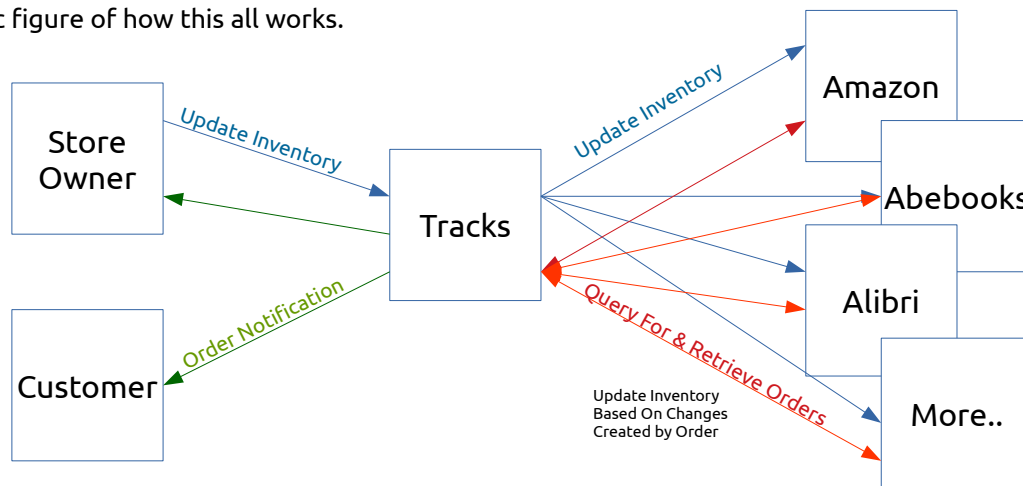 c figure of how this all works.
Store
Owner
Update Inventory
Tracks
Update Inventory
Amazon
Abebooks
Alibri
More..
Order Notification
Customer
Query For & Retrieve Orders
Update Inventory
Based On Changes
Created by Order